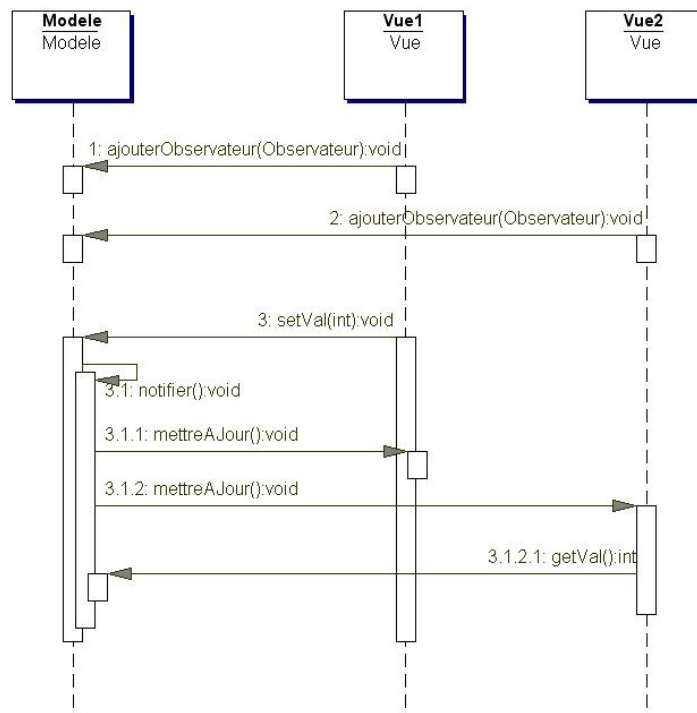 Modele
Modele
Vue1
Vue
Vue2
Vue
1: ajouterObservateur(Observateur):void
2: ajouterObservateur(Observateur):void
3: setVal(int):void
3.1: notifier():void
3.1.1: mettreAJour():void
3.1.2: mettreAJour():void
3.1.2.1: getVal():int